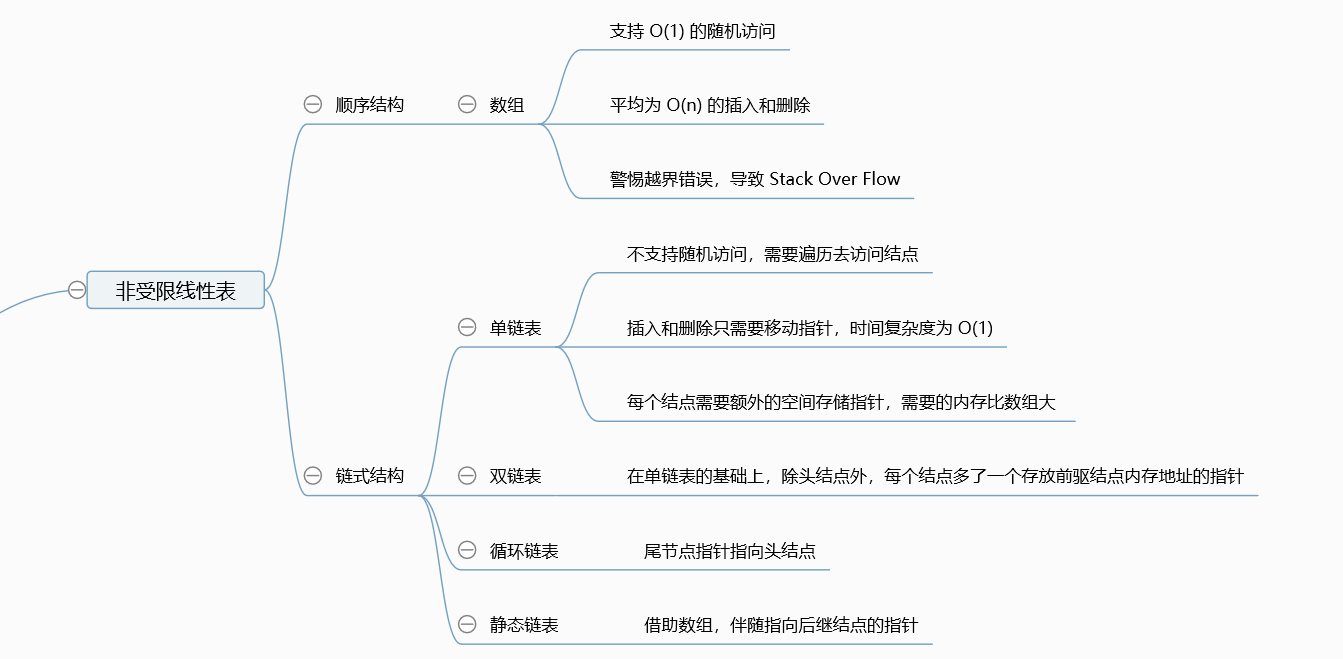 非受限线性表
顺序结构
数组
支持 O(1) 的随机访问
平均为 O(n) 的插入和删除
警惕越界错误，导致 Stack Over Flow
链式结构
单链表
不支持随机访问，需要遍历去访问结点
插入和删除只需要移动指针，时间复杂度为 O(1)
每个结点需要额外的空间存储指针，需要的内存比数组大
双链表
在单链表的基础上，除头结点外，每个结点多了一个存放前驱结点内存地址的指针
循环链表
尾节点指针指向头结点
静态链表
借助数组，伴随指向后继结点的指针